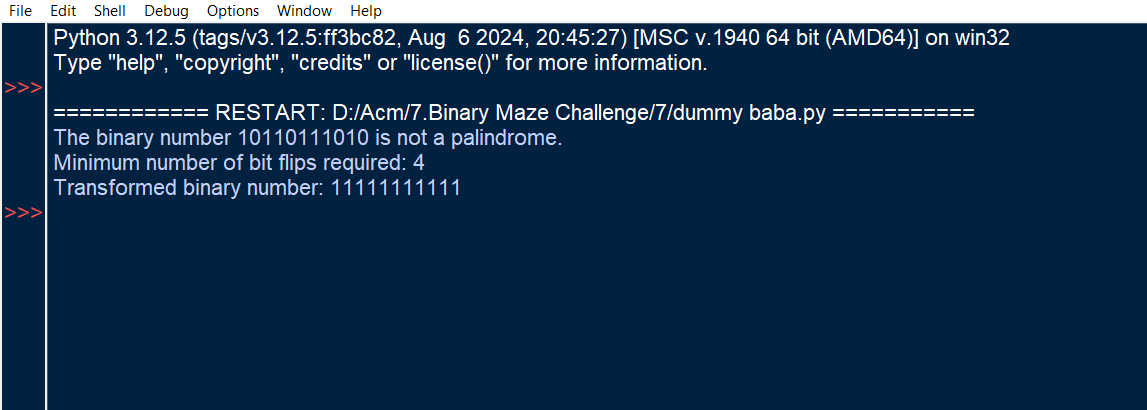 File Edit Shell Debug Options Window Help
Python 3.12.5 (tags/v3.12.5:ff3bc82, Aug  6 2024, 20:45:27) [MSC v.1940 64 bit (AMD64)] on win32
Type "help", "copyright", "credits" or "license()" for more information.
>>>
============ RESTART: D:/Acm/7.Binary Maze Challenge/7/dummy baba.py ===========
The binary number 10110111010 is not a palindrome.
Minimum number of bit flips required: 4
Transformed binary number: 11111111111
>>>